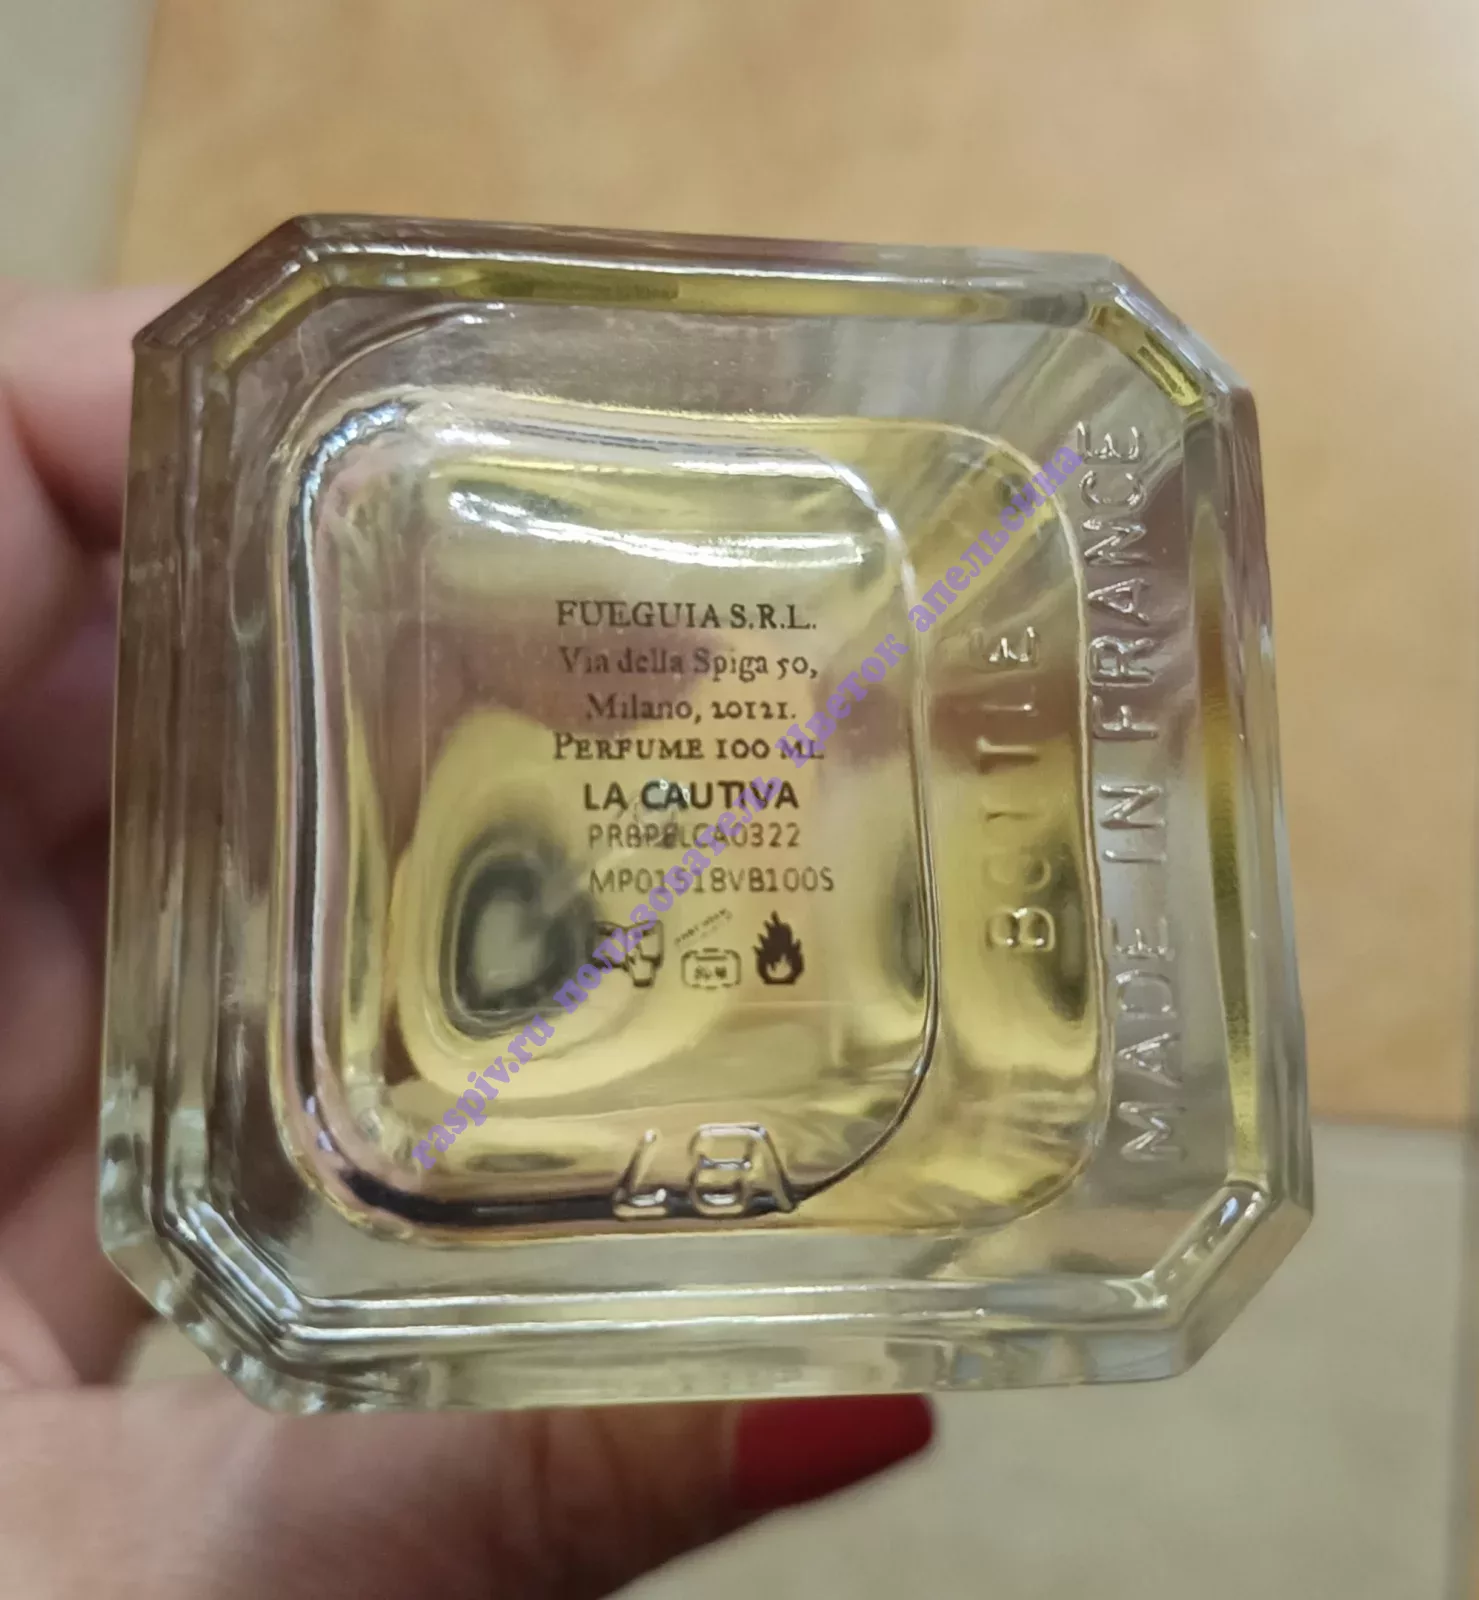 FUEGUIA S.R.L.
Via della Spiga 50,
Milano, 20121.
PERFUME 100 ML
LA CAUTIVA
PRBPELCA0322
MP01518VB100S
MADE IN FRANCE
raspiv.ru пользователь Цветок апельсина